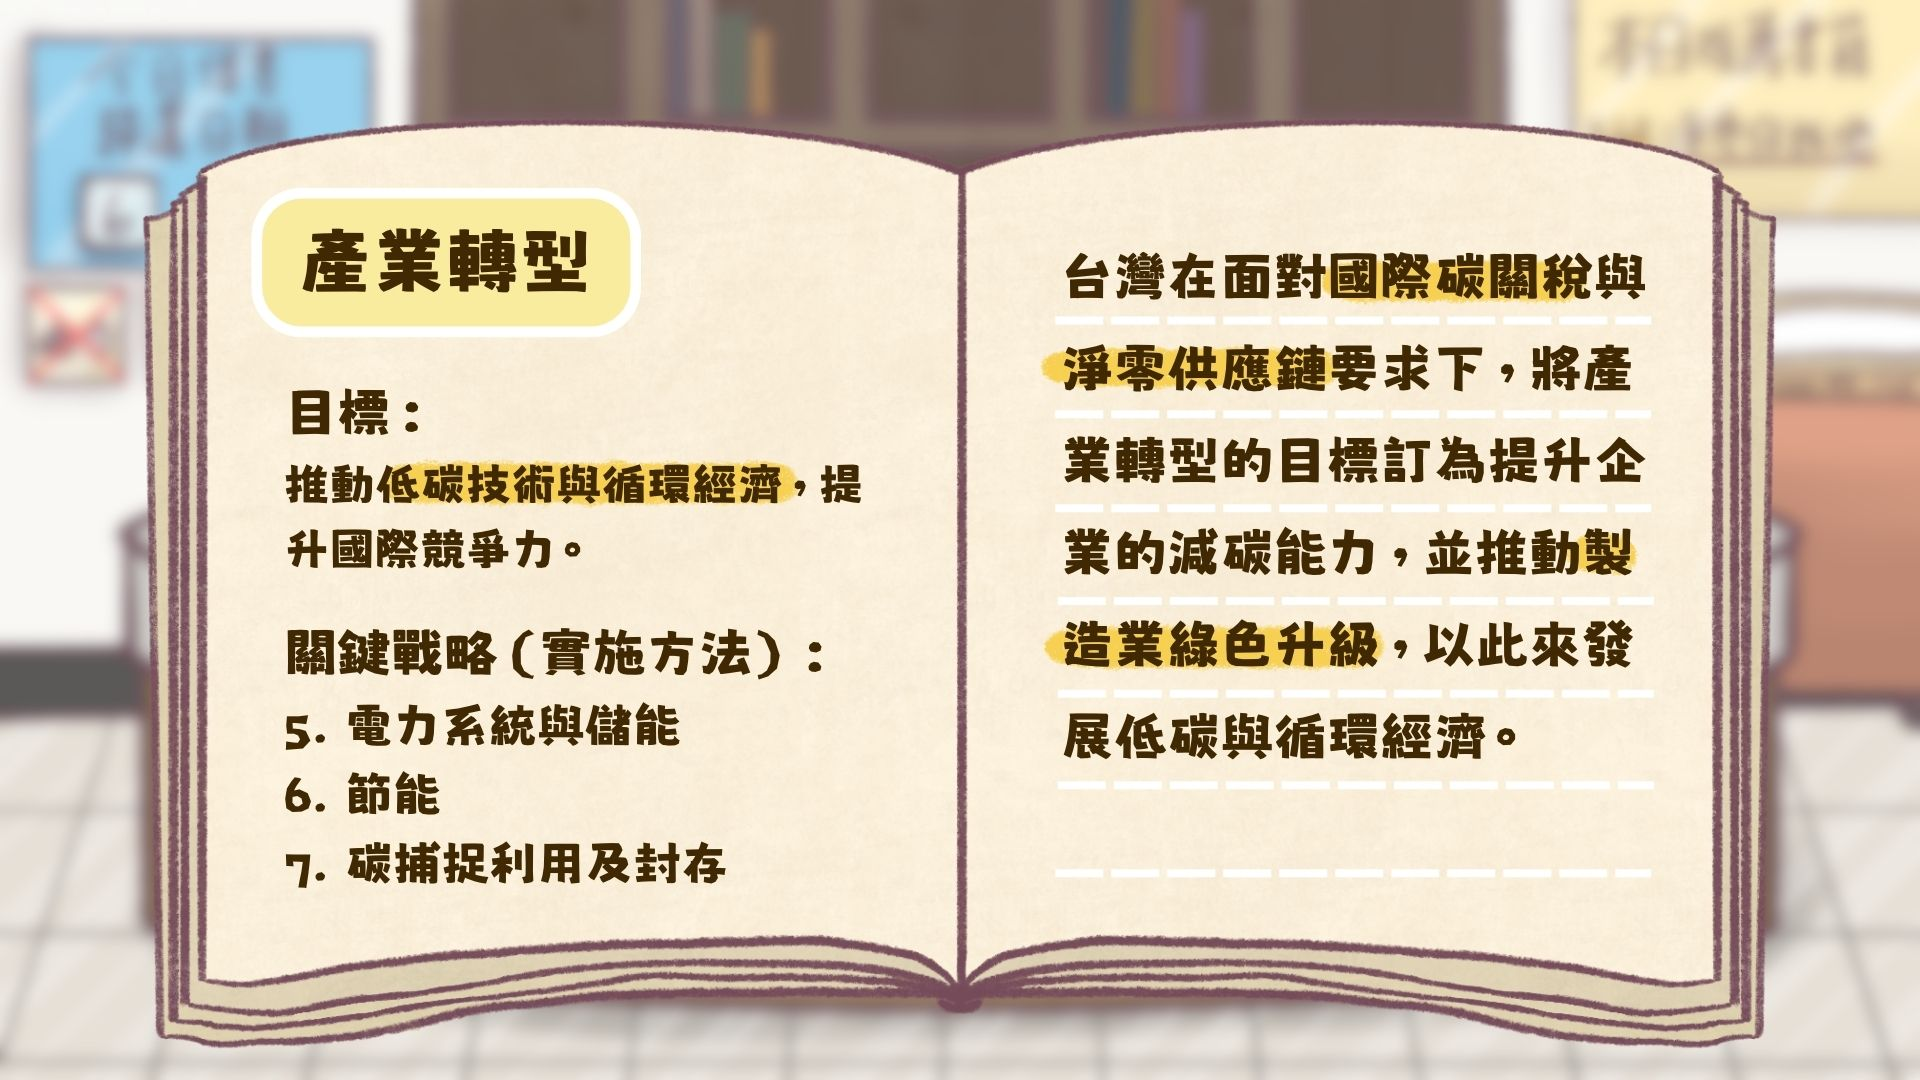 產業轉型
目標：
推動低碳技術與循環經濟，提
升國際競爭力。
關鍵戰略（實施方法）：
5. 電力系統與儲能
6. 節能
7. 碳捕捉利用及封存
台灣在面對國際碳關稅與
淨零供應鏈要求下，將產
業轉型的目標訂為提升企
業的減碳能力，並推動製
造業綠色升級，以此來發
展低碳與循環經濟。